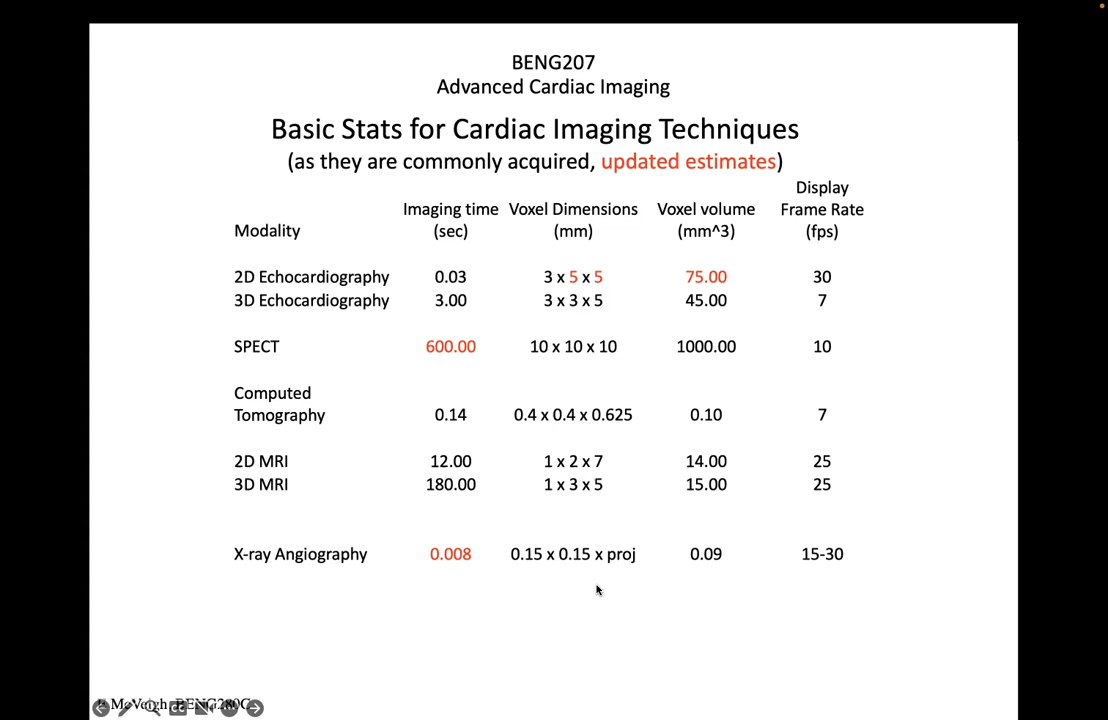 BENG207
Advanced Cardiac Imaging
Basic Stats for Cardiac Imaging Techniques
(as they are commonly acquired, updated estimates)
Modality Imaging time (sec) Voxel Dimensions (mm) Voxel volume (mm^3) Display Frame Rate (fps)
2D Echocardiography 0.03 3 x 5 x 5 75.00 30
3D Echocardiography 3.00 3 x 3 x 5 45.00 7
SPECT 600.00 10 x 10 x 10 1000.00 10
Computed
Tomography 0.14 0.4 x 0.4 x 0.625 0.10 7
2D MRI 12.00 1 x 2 x 7 14.00 25
3D MRI 180.00 1 x 3 x 5 15.00 25
X-ray Angiography 0.008 0.15 x 0.15 x proj 0.09 15-30
McVeigh, BENG280C